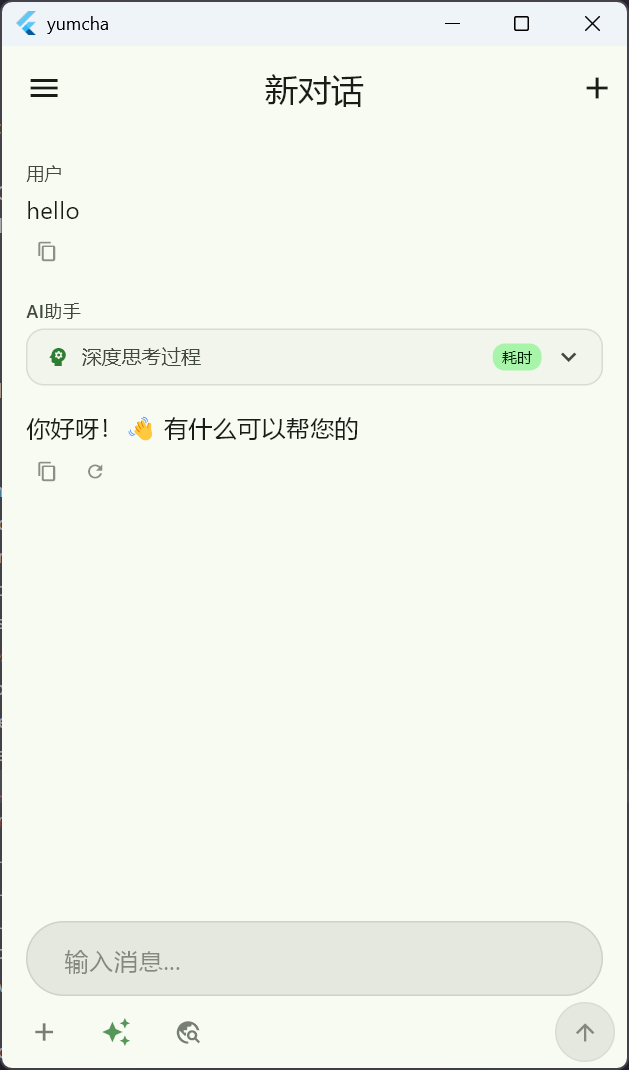 yumcha
新对话
用户
hello
AI助手
深度思考过程 耗时
你好呀！ 👋 有什么可以帮您的
输入消息...